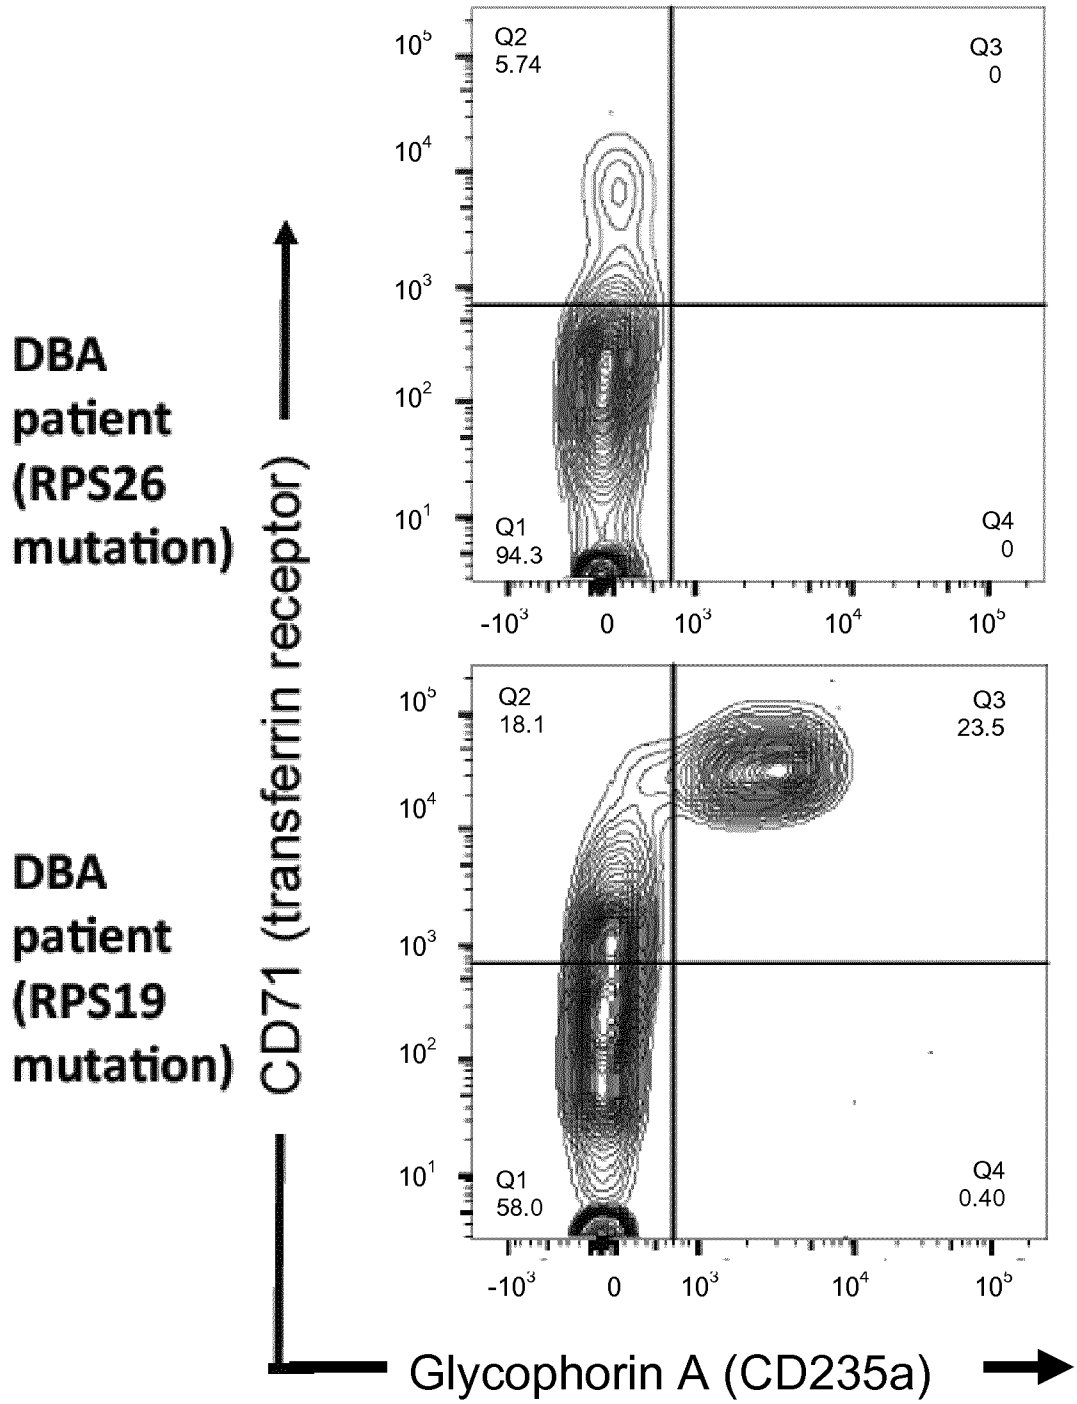 DBA
patient
(RPS26
mutation)
DBA
patient
(RPS19
mutation)
CD71 (transferrin receptor)
Q2
5.74
Q3
0
Q1
94.3
Q4
0
10⁵
10⁴
10³
10²
10¹
-10³ 0 10³ 10⁴ 10⁵
Q2
18.1
Q3
23.5
Q1
58.0
Q4
0.40
10⁵
10⁴
10³
10²
10¹
-10³ 0 10³ 10⁴ 10⁵
Glycophorin A (CD235a)